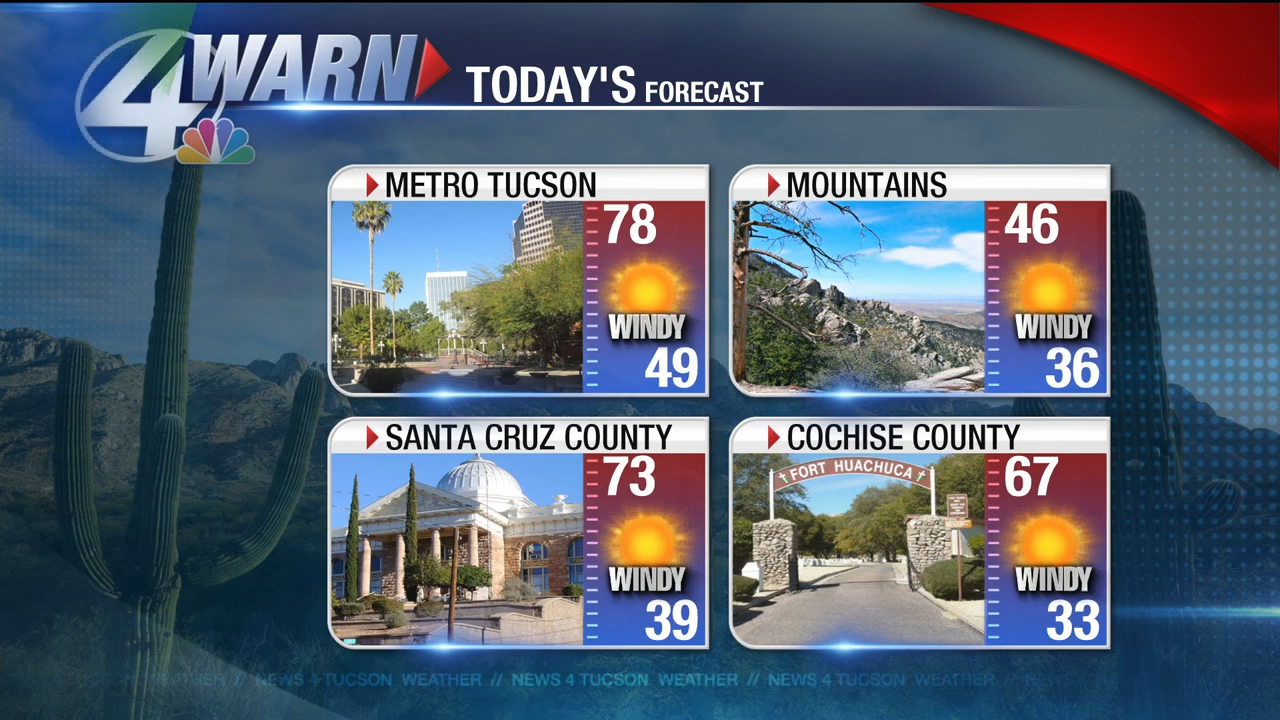 4WARN
TODAY'S FORECAST
METRO TUCSON
78
WINDY
49
MOUNTAINS
46
WINDY
36
SANTA CRUZ COUNTY
73
WINDY
39
COCHISE COUNTY
FORT HUACHUCA
67
WINDY
33
WEATHER // NEWS 4 TUCSON WEATHER // NEWS 4 TUCSON WEATHER // NEWS 4 TUCSON WEATHER //